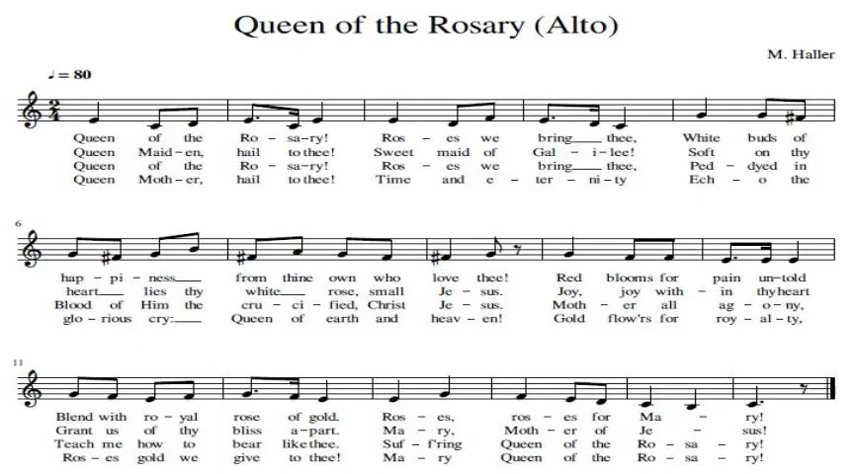 Queen of the Rosary (Alto)
M. Haller
♩ = 80
Queen of the Ro - sa-ry! Ros - es we bring___ thee, White buds of
Queen Maid-en, hail to thee! Sweet maid of Gal - i-lee! Soft on thy
Queen of the Ro - sa-ry! Ros - es we bring___ thee, Ped - dyed in
Queen Moth-er, hail to thee! Time and e - ter - ni-ty Ech - o the
6
hap - pi - ness___ from thine own who love thee! Red blooms for pain un-told
heart___ lies thy white___ rose, small Je - sus. Joy, joy with - in thy heart
Blood of Him the cru - ci - fied, Christ Je - sus. Moth - er all ag - o-ny,
glo - rious cry:___ Queen of earth and heav - en! Gold flow'rs for roy - al-ty,
11
Blend with ro - yal rose of gold. Ros - es, ros - es for Ma - ry!
Grant us of thy bliss a-part. Ma - ry, Moth - er of Je - sus!
Teach me how to bear like thee. Suf - f'ring Queen of the Ro - sa - ry!
Ros - es gold we give to thee! Ma - ry Queen of the Ro - sa - ry!